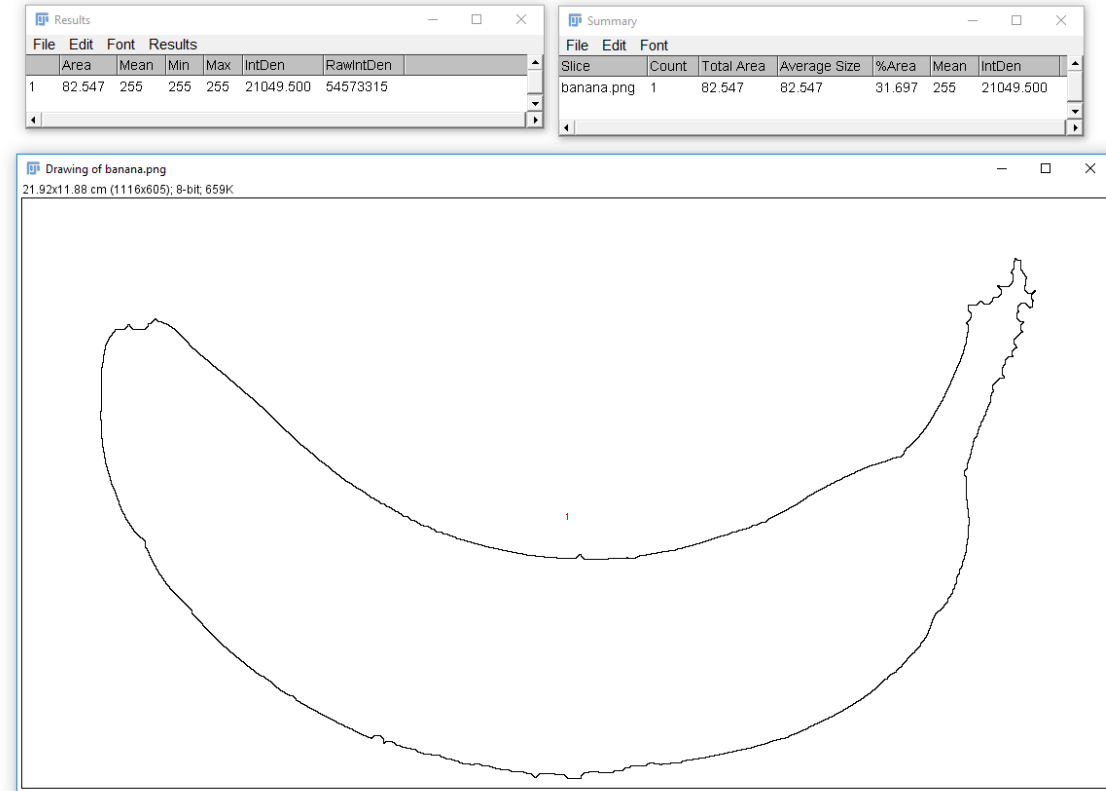 Results
File Edit Font Results
Area Mean Min Max IntDen RawIntDen
1 82.547 255 255 255 21049.500 54573315
Summary
File Edit Font
Slice Count Total Area Average Size %Area Mean IntDen
banana.png 1 82.547 82.547 31.697 255 21049.500
Drawing of banana.png
21.92x11.88 cm (1116x605); 8-bit; 659K
1